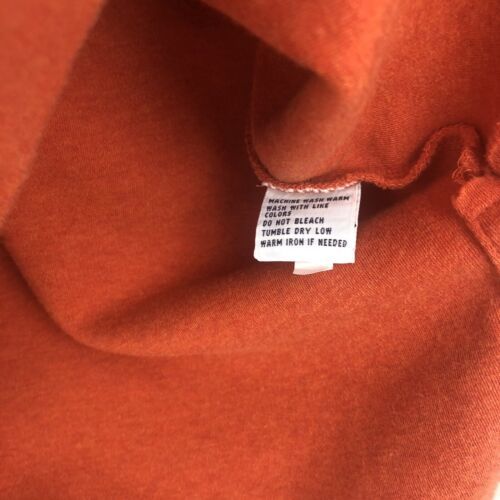 MACHINE WASH WARM
WASH WITH LIKE
COLORS
DO NOT BLEACH
TUMBLE DRY LOW
WARM IRON IF NEEDED